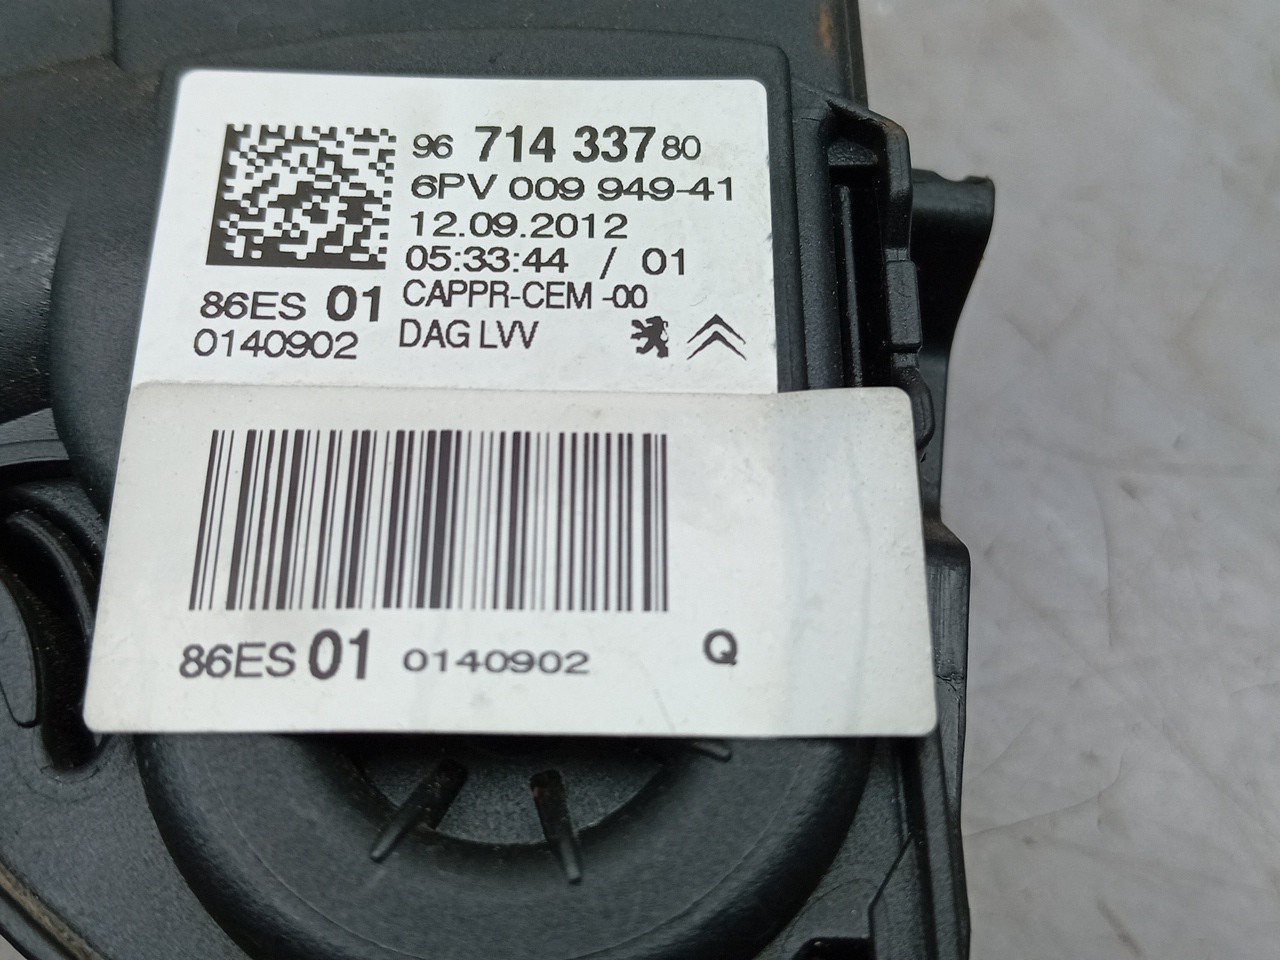 96 714 337 80
6PV 009 949-41
12.09.2012
05:33:44 / 01
86ES 01 CAPPR-CEM -00
0140902 DAG LVV
86ES 01 0140902 Q